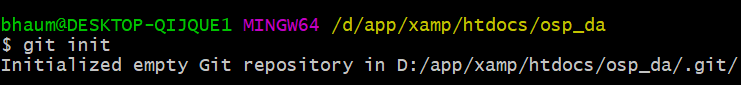 bhaum@DESKTOP-QIJQUE1 MINGW64 /d/app/xamp/htdocs/osp_da
$ git init
Initialized empty Git repository in D:/app/xamp/htdocs/osp_da/.git/